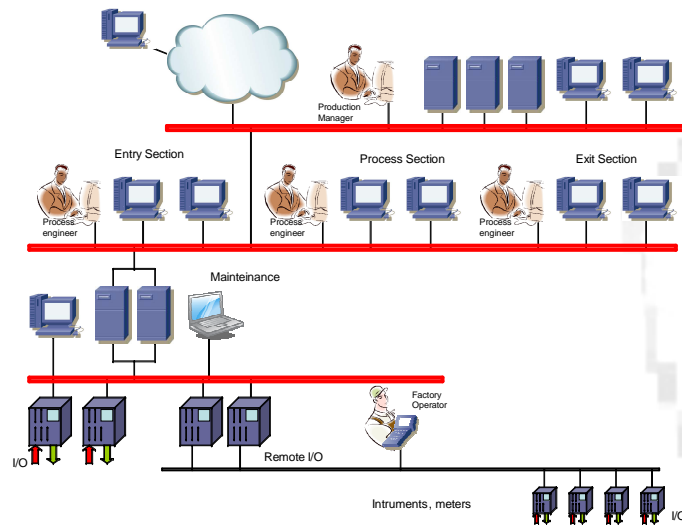 Production
Manager
Entry Section
Process Section
Exit Section
Process
engineer
Process
engineer
Process
engineer
Mainteinance
Factory
Operator
I/O
Remote I/O
Intruments, meters
I/O